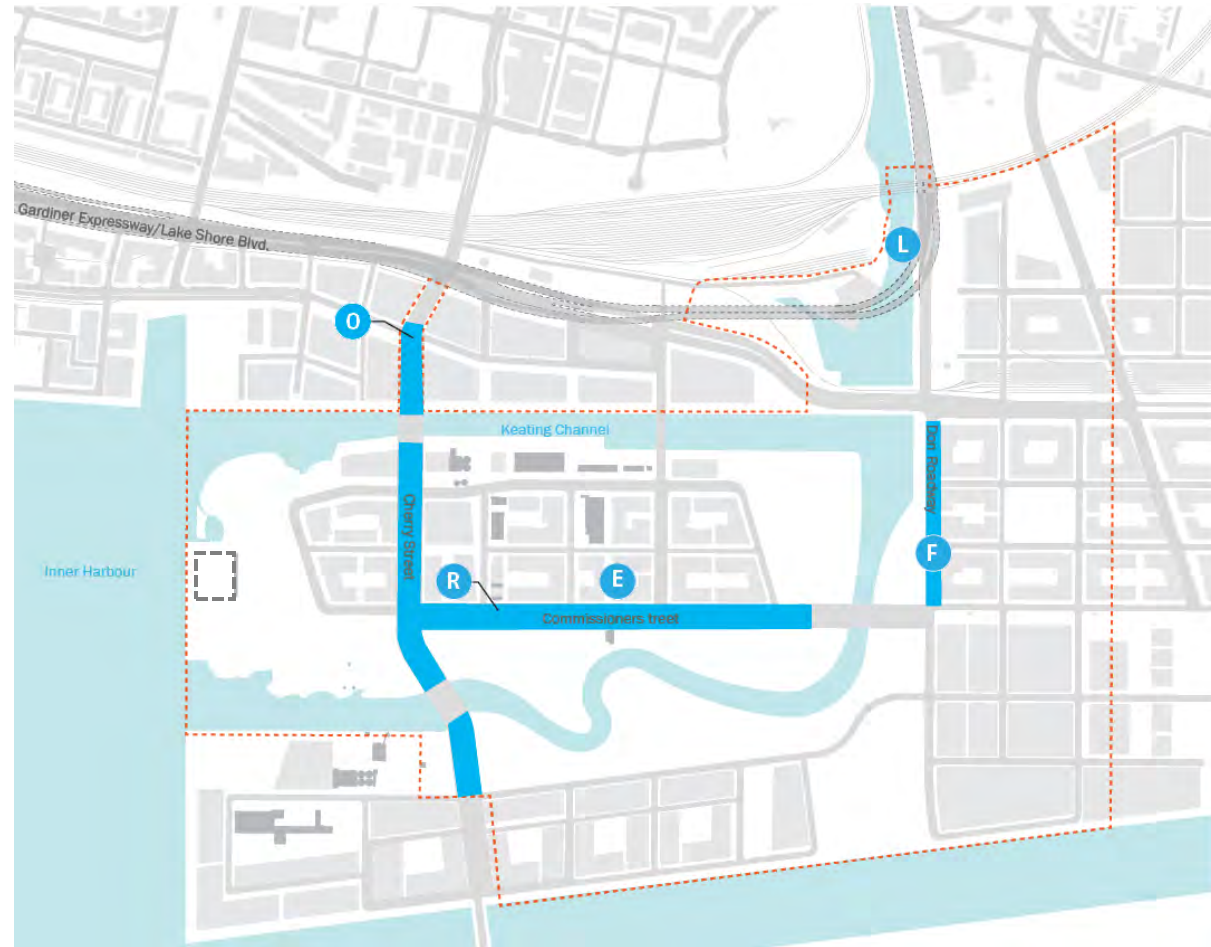 Gardiner Expressway/Lake Shore Blvd.
L
O
Keating Channel
Don Roadway
Cherry Street
Inner Harbour
F
R
E
Commissioners treet